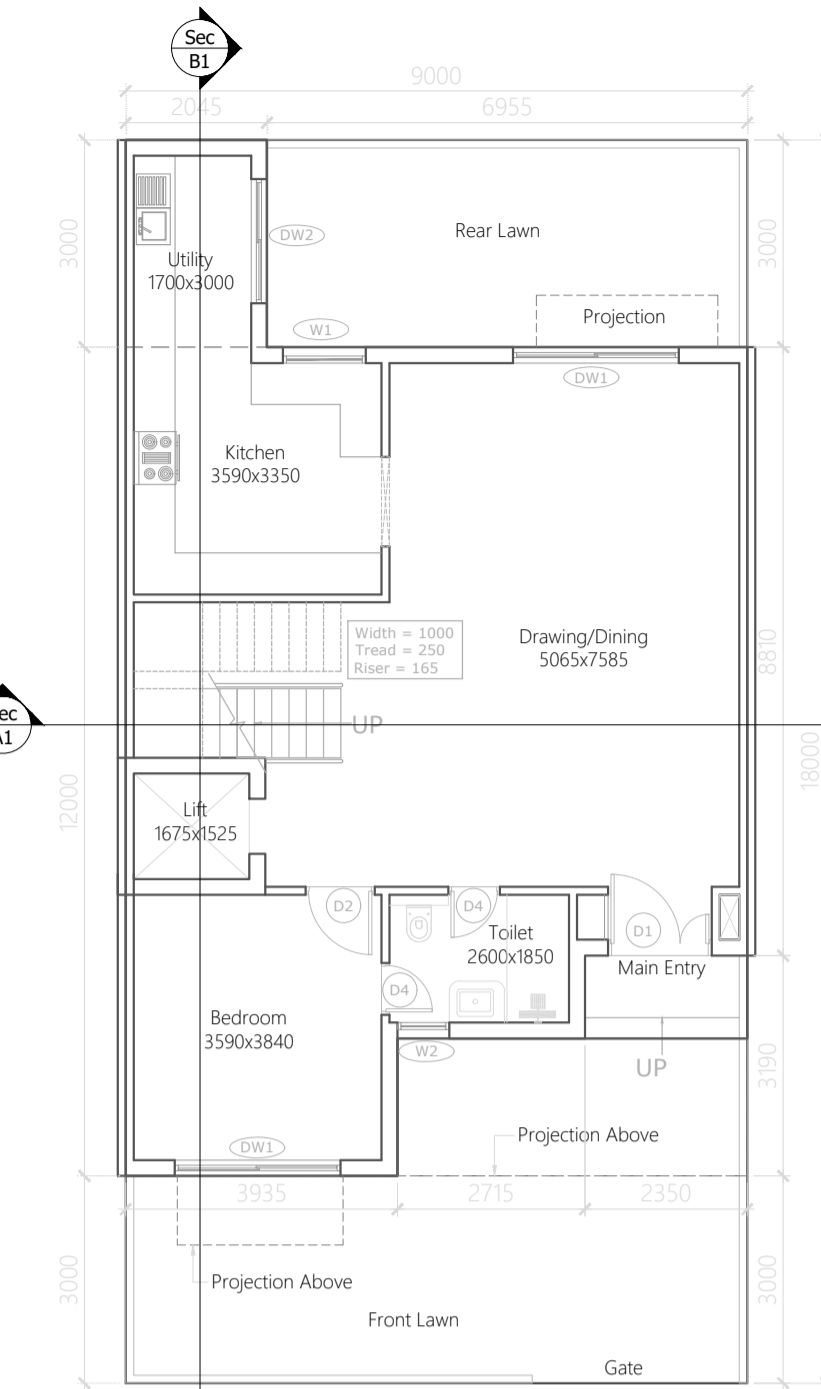 Sec
B1
9000
2045
6955
3000
3000
Rear Lawn
DW2
Utility
1700x3000
Projection
W1
DW1
Kitchen
3590x3350
Width = 1000
Tread = 250
Riser = 165
Drawing/Dining
5065x7585
8810
UP
A1
18000
12000
Lift
1675x1525
D2
D4
Toilet
2600x1850
D1
Main Entry
D4
Bedroom
3590x3840
W2
UP
3190
Projection Above
DW1
3935
2715
2350
3000
3000
Projection Above
Front Lawn
Gate